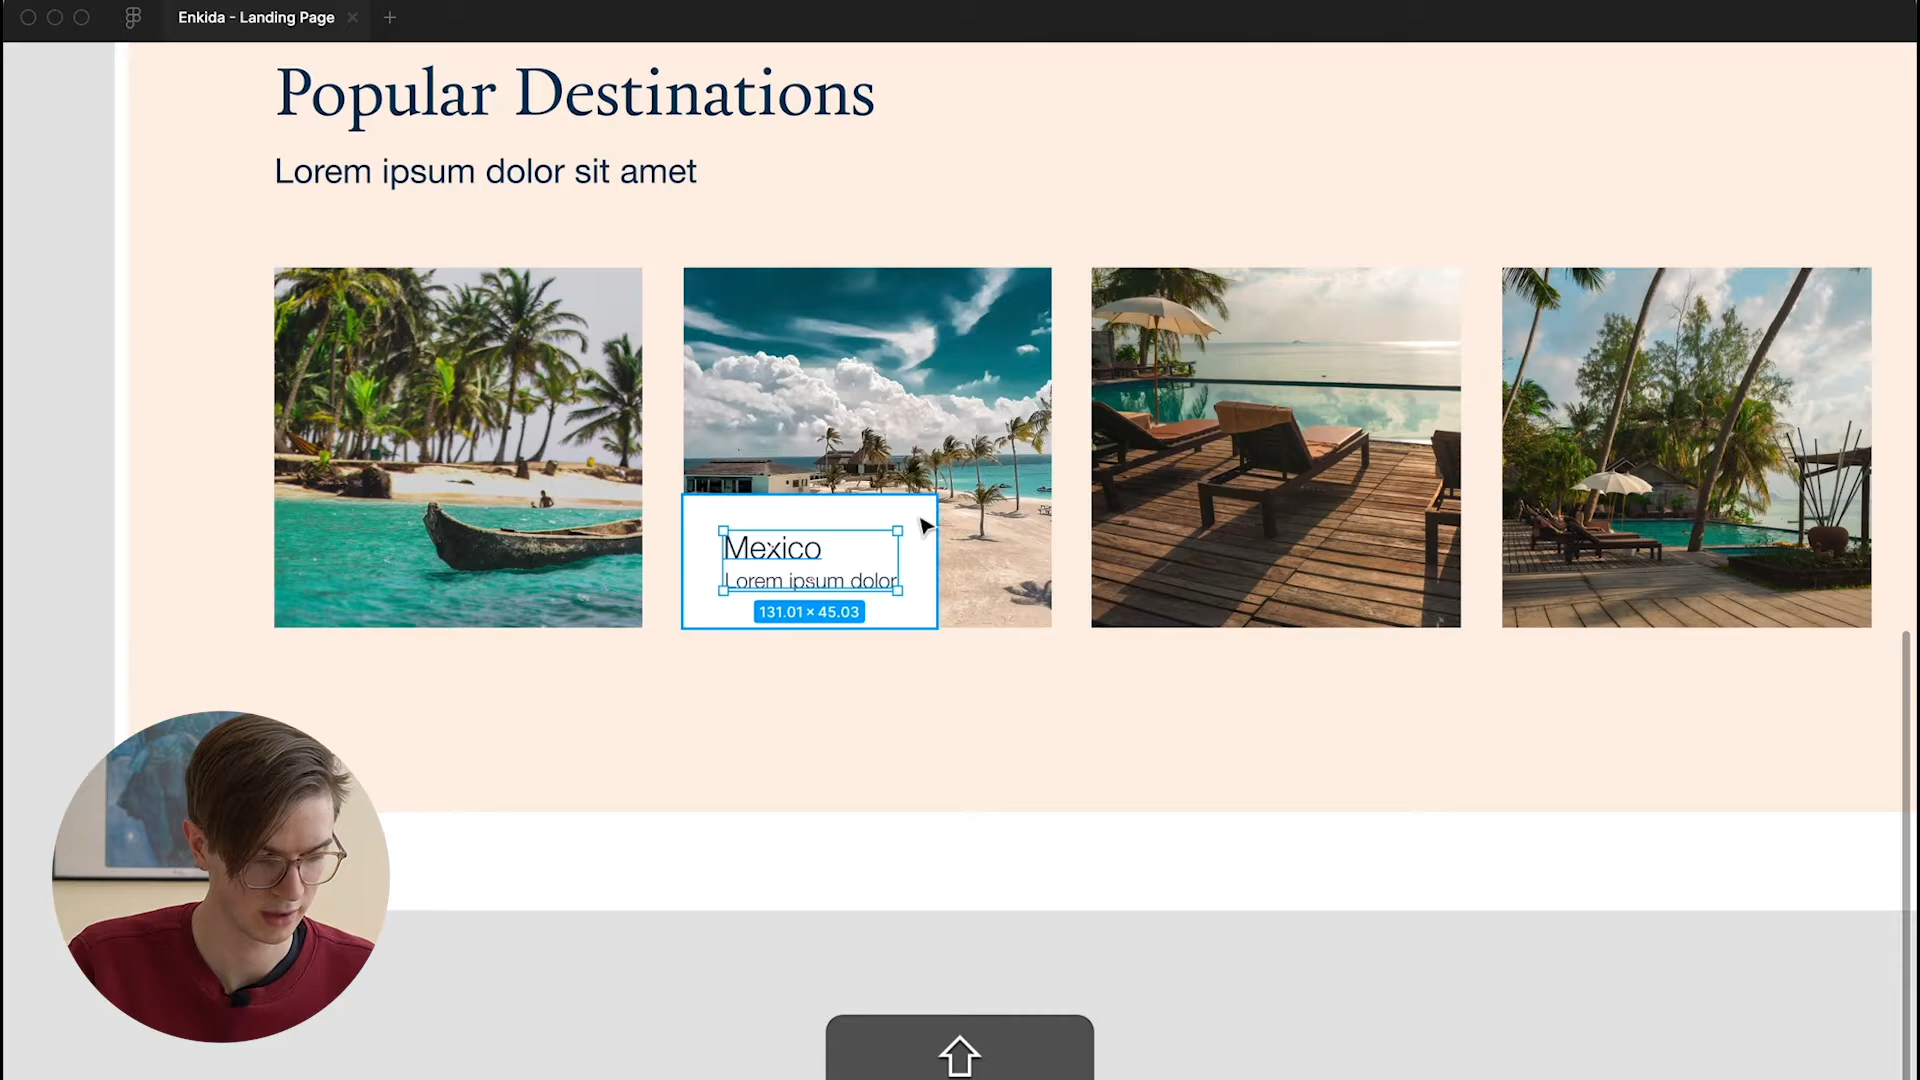 Enkida - Landing Page
Popular Destinations
Lorem ipsum dolor sit amet
Mexico
Lorem ipsum dolor
131.01 × 45.03